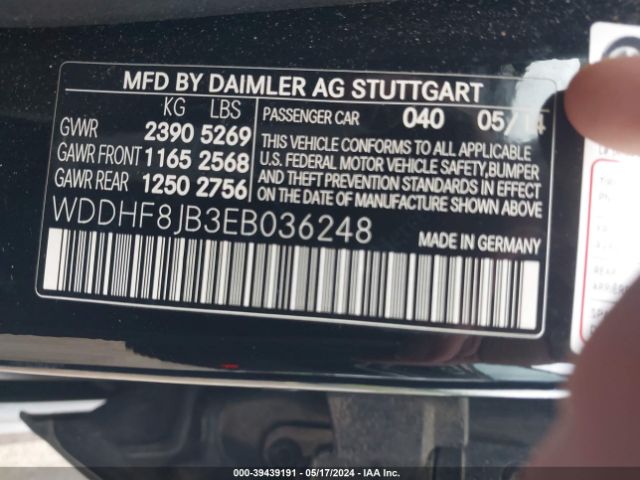 MFD BY DAIMLER AG STUTTGART
KG LBS
GVWR 2390 5269
GAWR FRONT 1165 2568
GAWR REAR 1250 2756
PASSENGER CAR 040 05/14
THIS VEHICLE CONFORMS TO ALL APPLICABLE
U.S. FEDERAL MOTOR VEHICLE SAFETY,BUMPER
AND THEFT PREVENTION STANDARDS IN EFFECT
ON THE DATE OF MANUFACTURE SHOWN ABOVE
WDDHF8JB3EB036248
MADE IN GERMANY
000-39439191 - 05/17/2024 - IAA Inc.